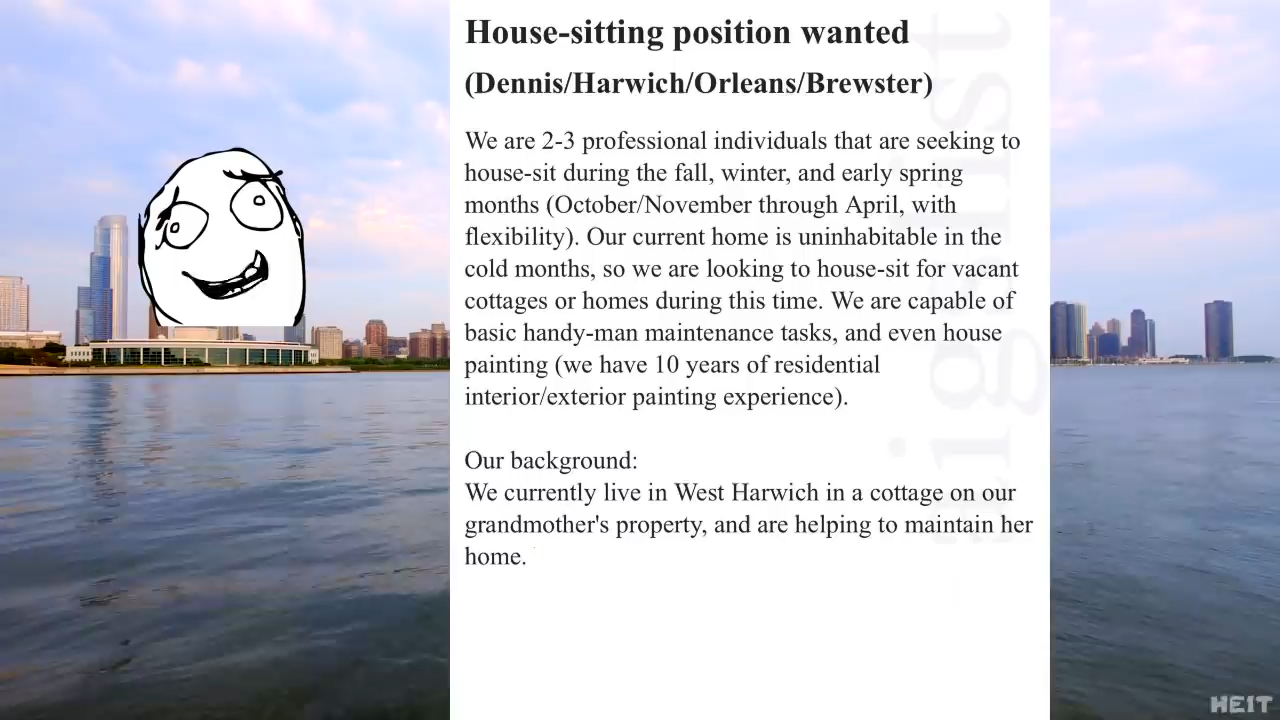 House-sitting position wanted
(Dennis/Harwich/Orleans/Brewster)
We are 2-3 professional individuals that are seeking to
house-sit during the fall, winter, and early spring
months (October/November through April, with
flexibility). Our current home is uninhabitable in the
cold months, so we are looking to house-sit for vacant
cottages or homes during this time. We are capable of
basic handy-man maintenance tasks, and even house
painting (we have 10 years of residential
interior/exterior painting experience).
Our background:
We currently live in West Harwich in a cottage on our
grandmother's property, and are helping to maintain her
home.
HEIT